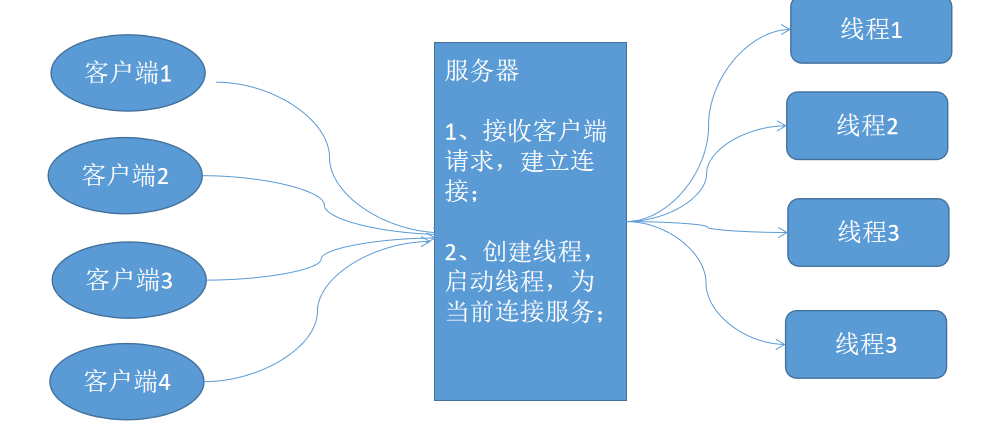 客户端1
客户端2
客户端3
客户端4
服务器
1、接收客户端
请求，建立连
接；
2、创建线程，
启动线程，为
当前连接服务；
线程1
线程2
线程3
线程3